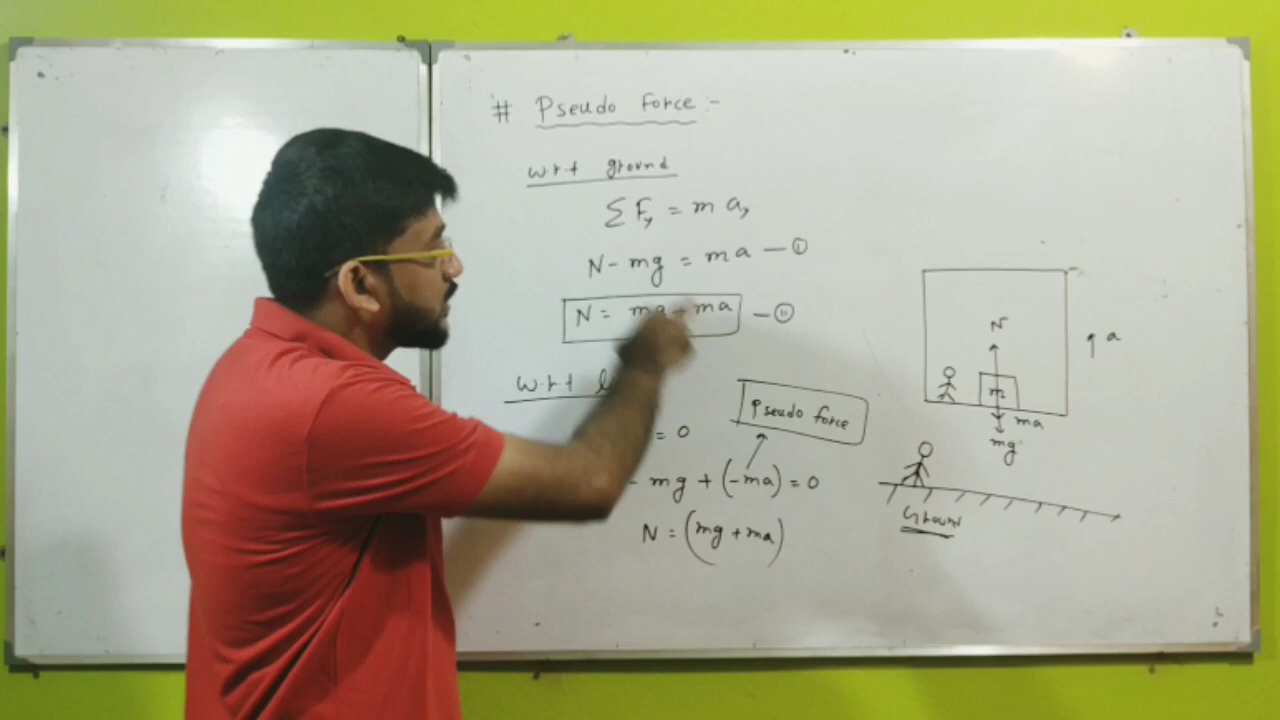 # Pseudo Force :-
w.r.t ground
Σ Fy = m ay
N - mg = ma — ①
N = mg + ma — ⑪
w.r.t
Pseudo force
= 0
- mg + (-ma) = 0
N = (mg + ma)
N
a
m
ma
mg
Ground